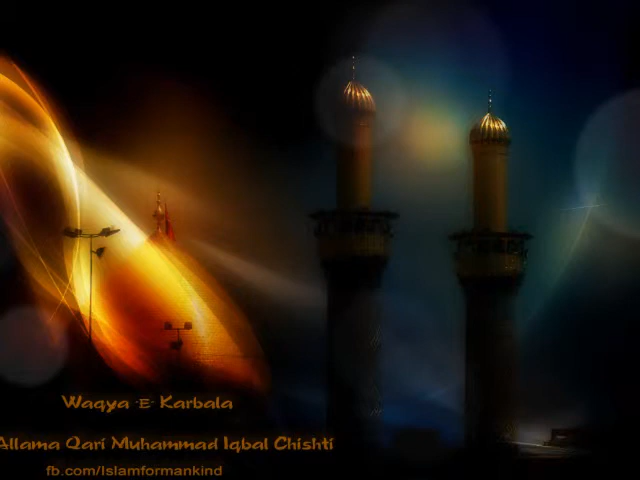 Waqya -E- Karbala
Allama Qari Muhammad Iqbal Chishti
fb.com/Islamformankind